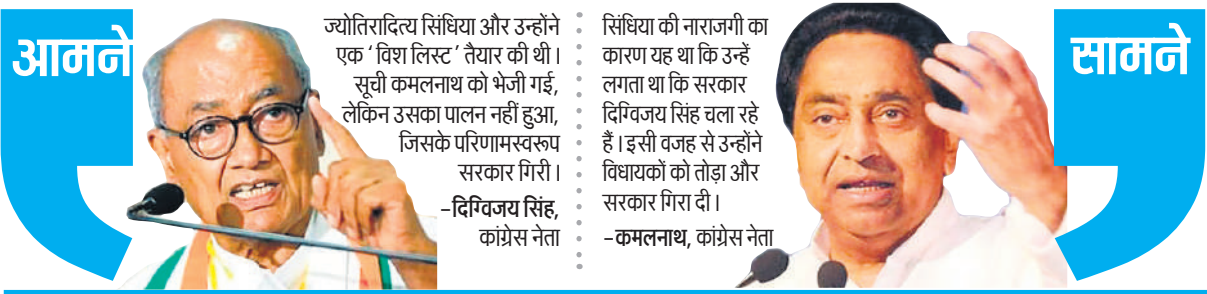 आमने
ज्योतिरादित्य सिंधिया और उन्होंने
एक ‘विश लिस्ट’ तैयार की थी।
सूची कमलनाथ को भेजी गई,
लेकिन उसका पालन नहीं हुआ,
जिसके परिणामस्वरूप
सरकार गिरी।
–दिग्विजय सिंह,
कांग्रेस नेता
सिंधिया की नाराजगी का
कारण यह था कि उन्हें
लगता था कि सरकार
दिग्विजय सिंह चला रहे
हैं। इसी वजह से उन्होंने
विधायकों को तोड़ा और
सरकार गिरा दी।
–कमलनाथ, कांग्रेस नेता
सामने